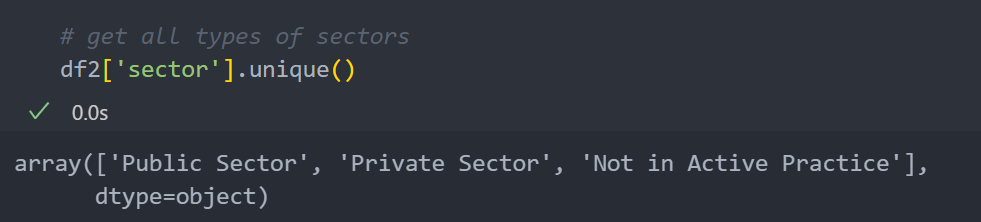 # get all types of sectors
df2['sector'].unique()
0.0s
array(['Public Sector', 'Private Sector', 'Not in Active Practice'],
dtype=object)